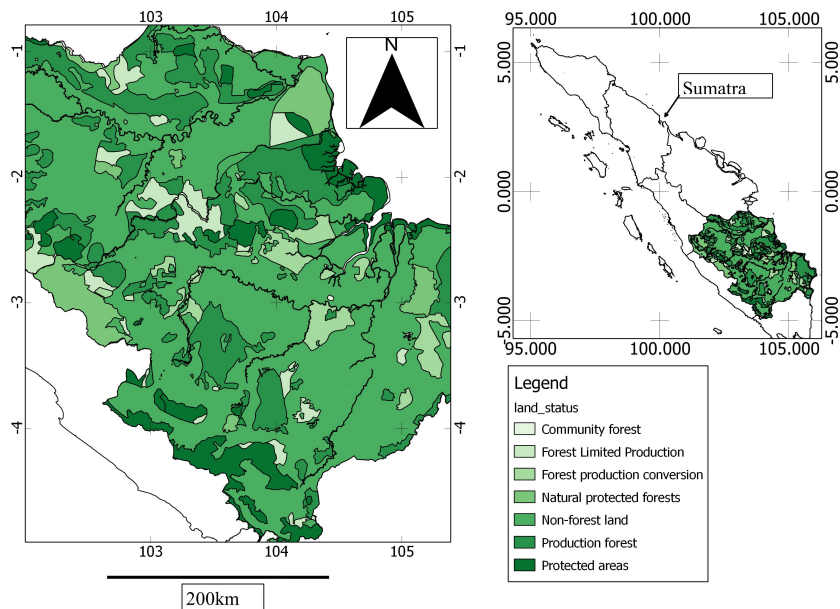 103 104 105
-1 -1
N
-2 -2
-3 -3
-4 -4
103 104 105
200km
95.000 100.000 105.000
5.000 5.000
Sumatra
0.000 0.000
-5.000 -5.000
95.000 100.000 105.000
Legend
land_status
Community forest
Forest Limited Production
Forest production conversion
Natural protected forests
Non-forest land
Production forest
Protected areas